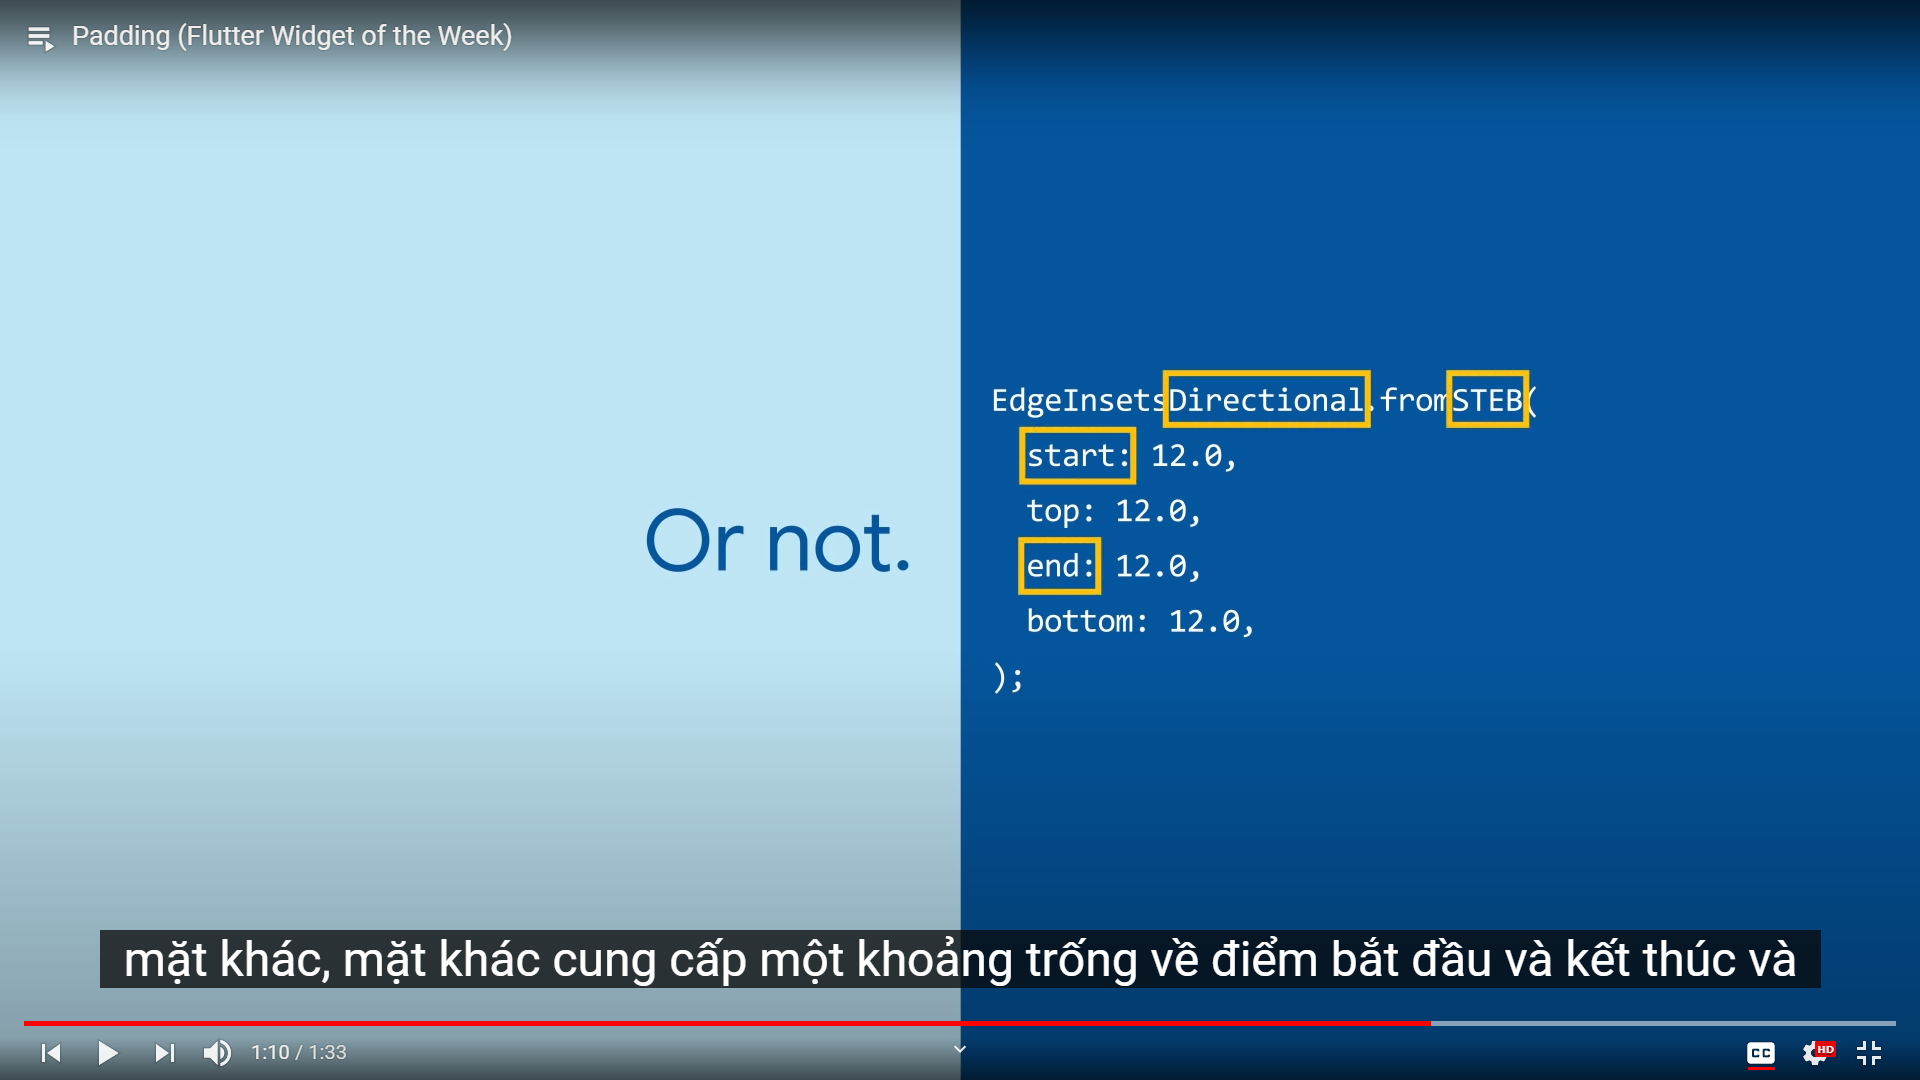 Padding (Flutter Widget of the Week)
Or not.
EdgeInsetsDirectional.fromSTEB(
start: 12.0,
top: 12.0,
end: 12.0,
bottom: 12.0,
);
mặt khác, mặt khác cung cấp một khoảng trống về điểm bắt đầu và kết thúc và
1:10 / 1:33
CC
HD